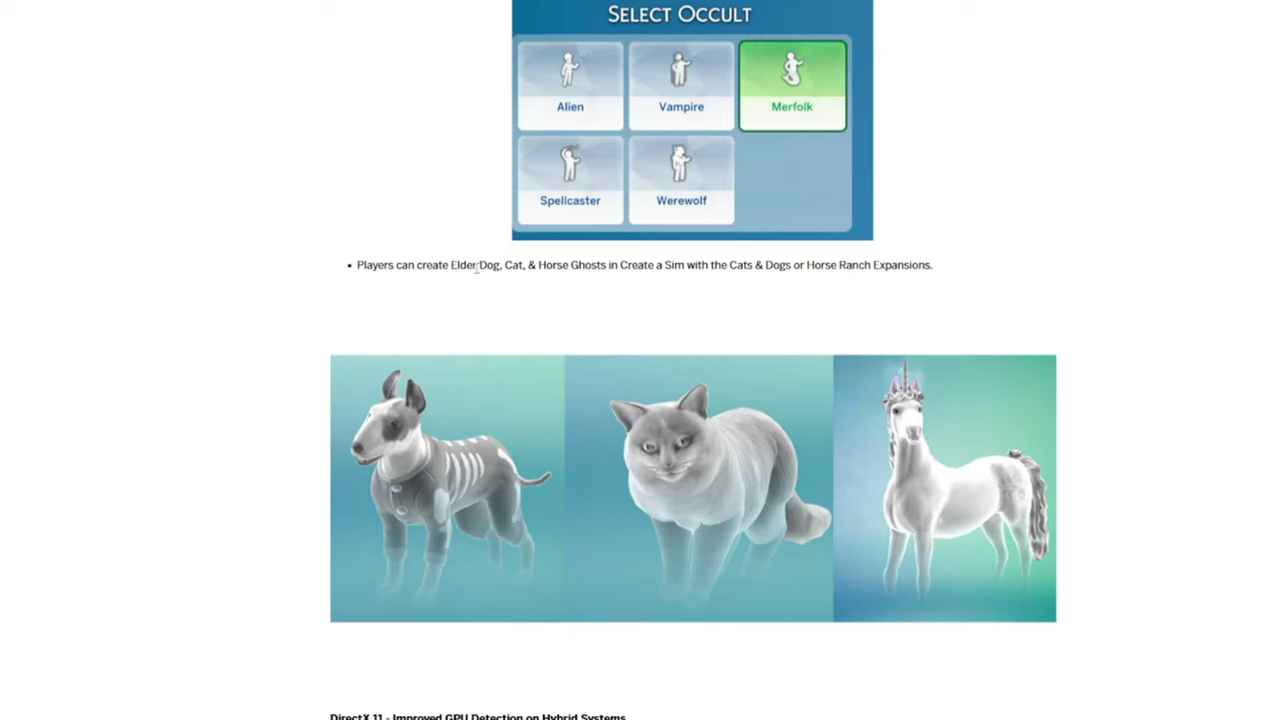 SELECT OCCULT
Alien
Vampire
Merfolk
Spellcaster
Werewolf
• Players can create Elder Dog, Cat, & Horse Ghosts in Create a Sim with the Cats & Dogs or Horse Ranch Expansions.
DirectX 11 - Improved GPU Detection on Hybrid Systems